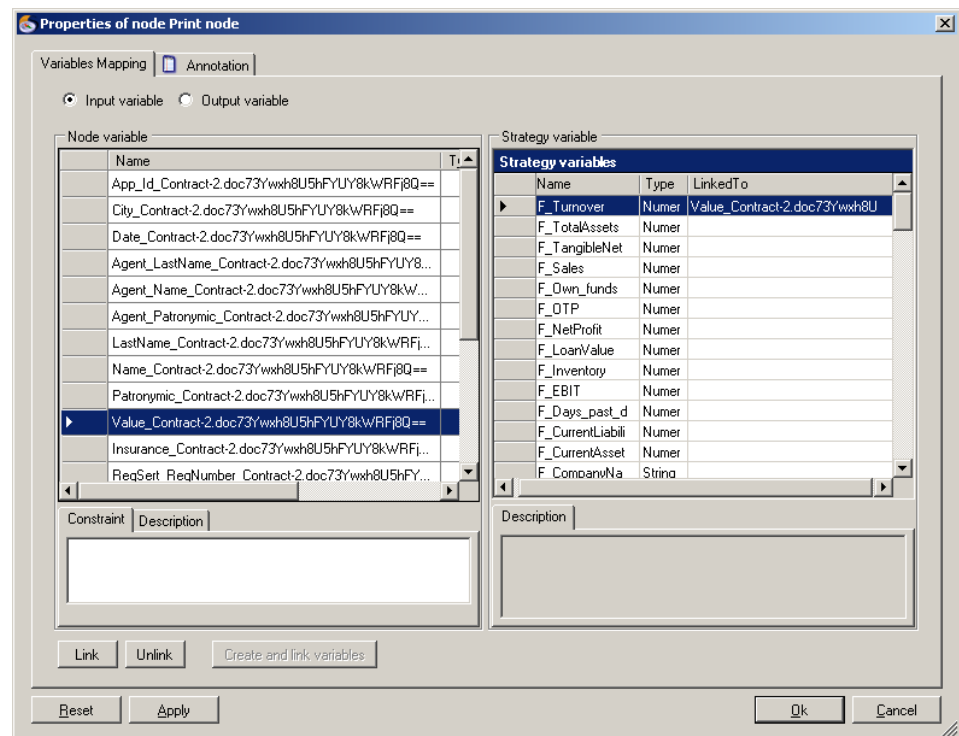 Properties of node Print node
Variables Mapping
Annotation
Input variable
Output variable
Node variable
Name
App_Id_Contract-2.doc73Ywxh8U5hFYUY8kWRFj8Q==
City_Contract-2.doc73Ywxh8U5hFYUY8kWRFj8Q==
Date_Contract-2.doc73Ywxh8U5hFYUY8kWRFj8Q==
Agent_LastName_Contract-2.doc73Ywxh8U5hFYUY8...
Agent_Name_Contract-2.doc73Ywxh8U5hFYUY8kW...
Agent_Patronymic_Contract-2.doc73Ywxh8U5hFYUY...
LastName_Contract-2.doc73Ywxh8U5hFYUY8kWRFj...
Name_Contract-2.doc73Ywxh8U5hFYUY8kWRFj8Q==
Patronymic_Contract-2.doc73Ywxh8U5hFYUY8kWRFj...
Value_Contract-2.doc73Ywxh8U5hFYUY8kWRFj8Q==
Insurance_Contract-2.doc73Ywxh8U5hFYUY8kWRFj...
RegSert_RegNumber_Contract-2.doc73Ywxh8U5hFY...
Constraint
Description
Strategy variable
Strategy variables
Name Type LinkedTo
F_Turnover Numer Value_Contract-2.doc73Ywxh8U
F_TotalAssets Numer
F_TangibleNet Numer
F_Sales Numer
F_Own_funds Numer
F_OTP Numer
F_NetProfit Numer
F_LoanValue Numer
F_Inventory Numer
F_EBIT Numer
F_Days_past_d Numer
F_CurrentLiabili Numer
F_CurrentAsset Numer
F_CompanyNa String
Description
Link
Unlink
Create and link variables
Reset
Apply
Ok
Cancel